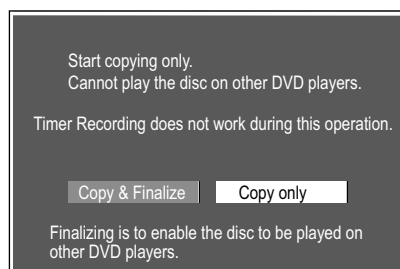 Start copying only.
Cannot play the disc on other DVD players.
Timer Recording does not work during this operation.
Copy & Finalize
Copy only
Finalizing is to enable the disc to be played on
other DVD players.